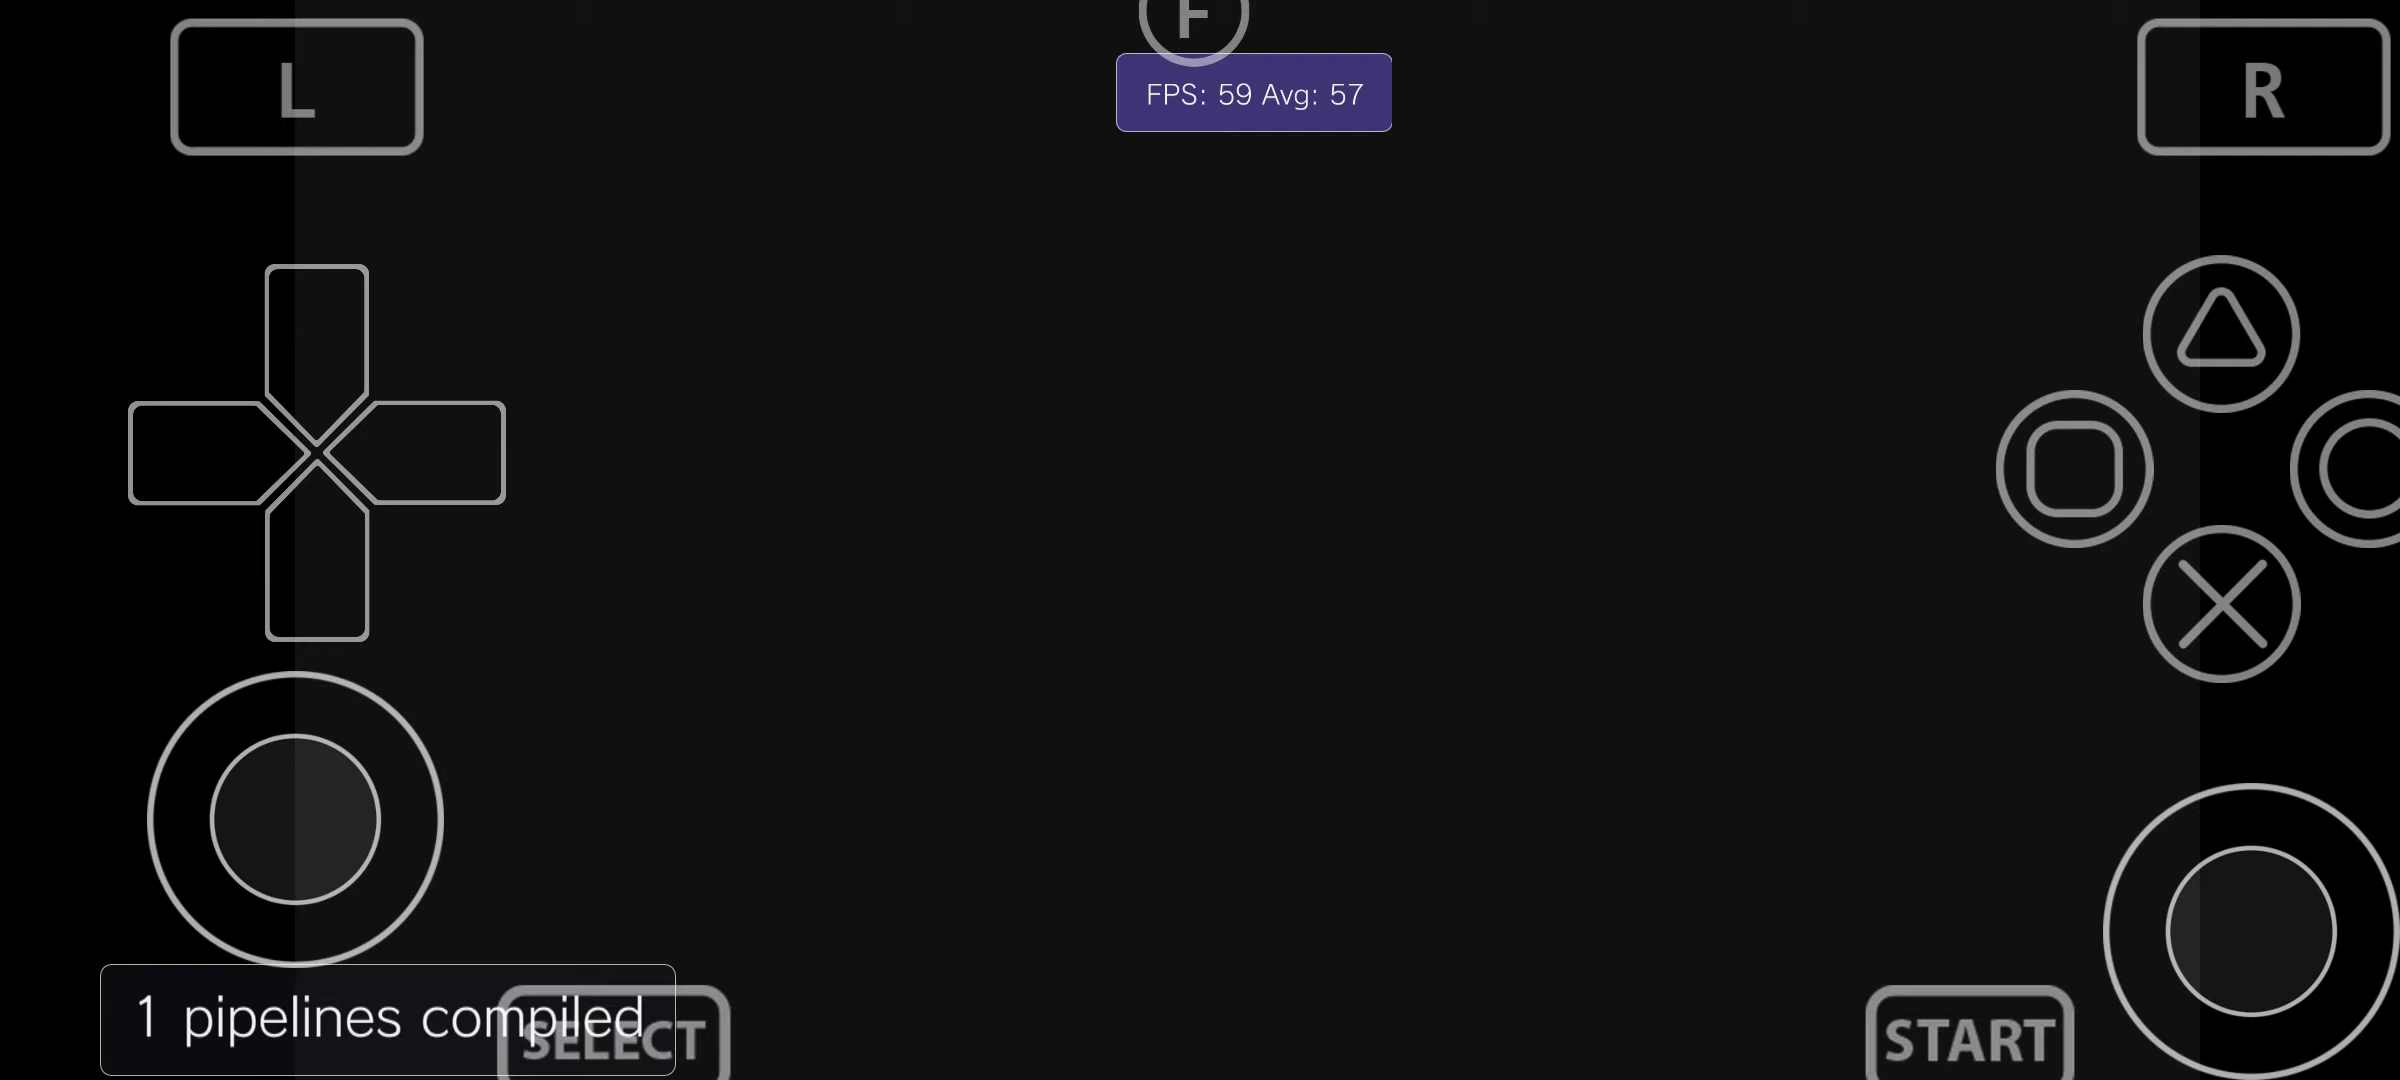 F
L
R
FPS: 59 Avg: 57
1 pipelines compiled
SELECT
START